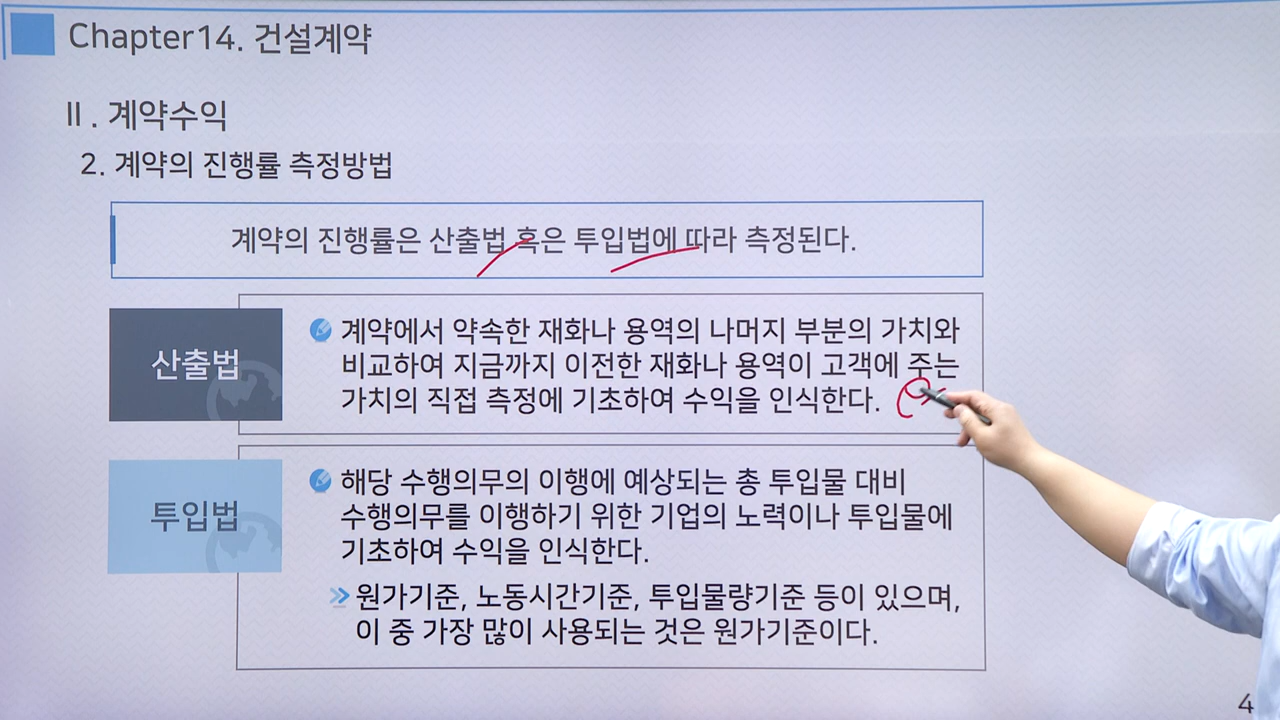 Chapter14. 건설계약
Ⅱ. 계약수익
2. 계약의 진행률 측정방법
계약의 진행률은 산출법 혹은 투입법에 따라 측정된다.
산출법
계약에서 약속한 재화나 용역의 나머지 부분의 가치와
비교하여 지금까지 이전한 재화나 용역이 고객에 주는
가치의 직접 측정에 기초하여 수익을 인식한다.
투입법
해당 수행의무의 이행에 예상되는 총 투입물 대비
수행의무를 이행하기 위한 기업의 노력이나 투입물에
기초하여 수익을 인식한다.
원가기준, 노동시간기준, 투입물량기준 등이 있으며,
이 중 가장 많이 사용되는 것은 원가기준이다.
4